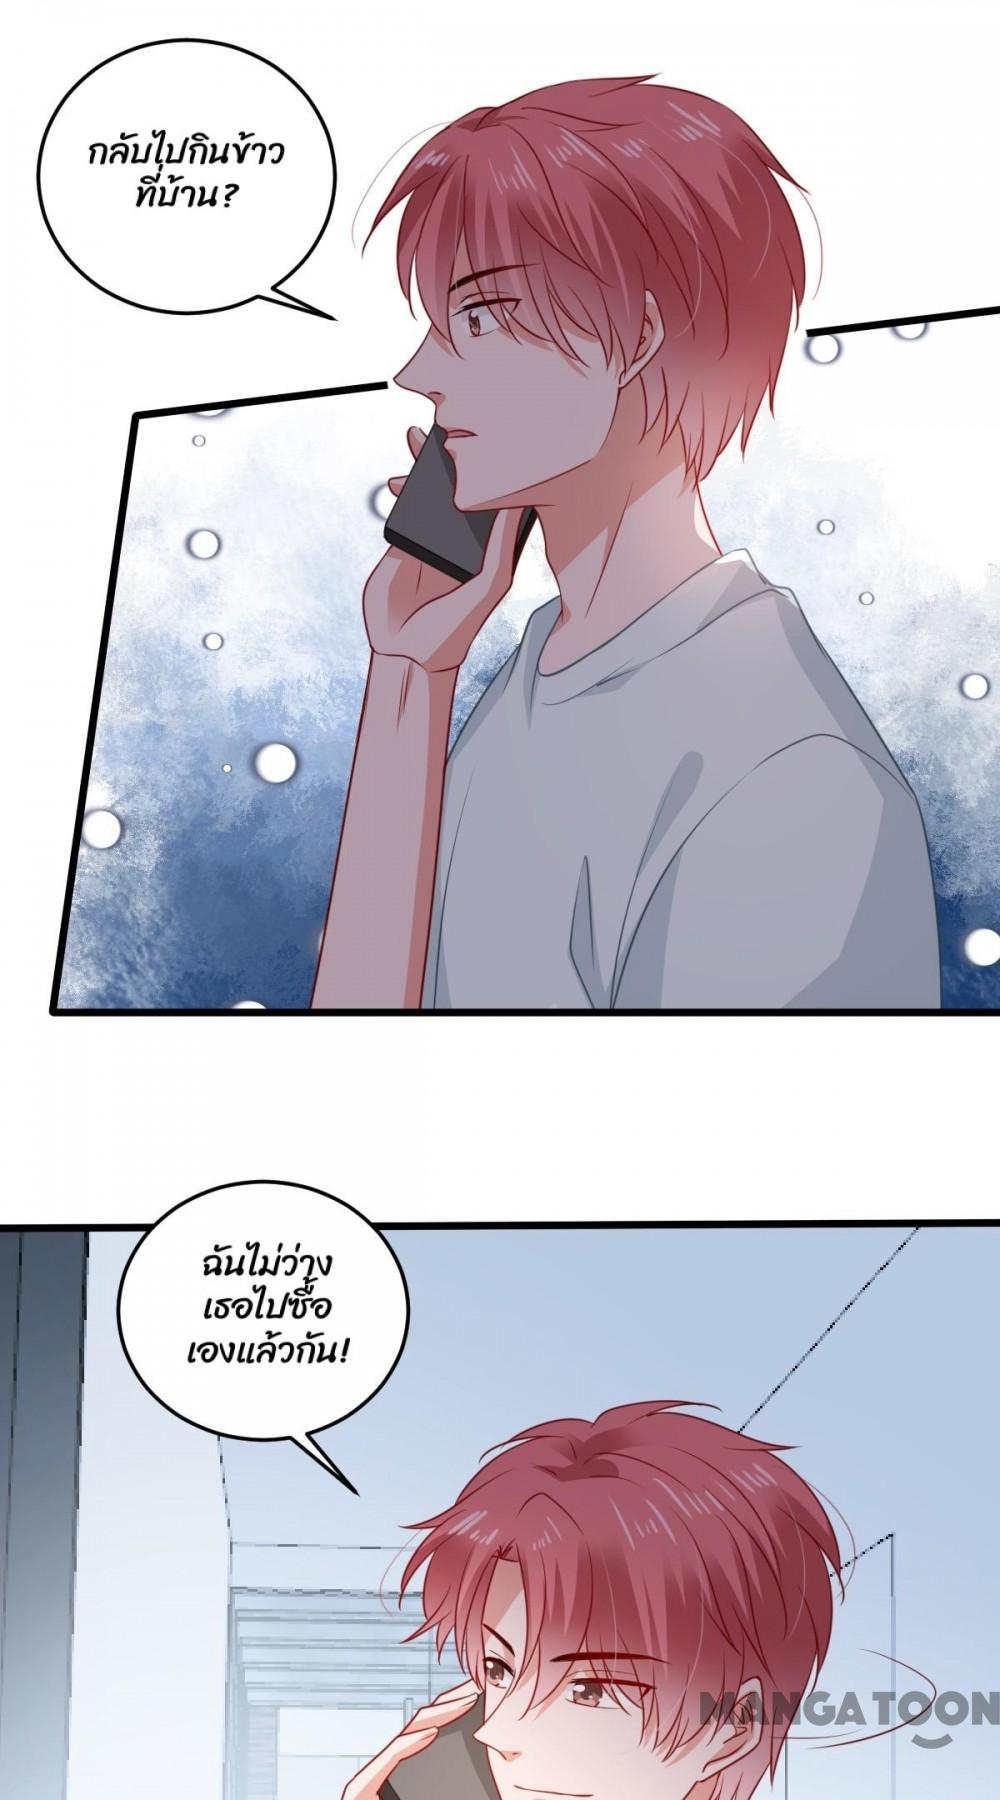 กลับไปกินข้าว
ที่บ้าน?
ฉันไม่ว่าง
เธอไปซื้อ
เองแล้วกัน!
MANGATOON